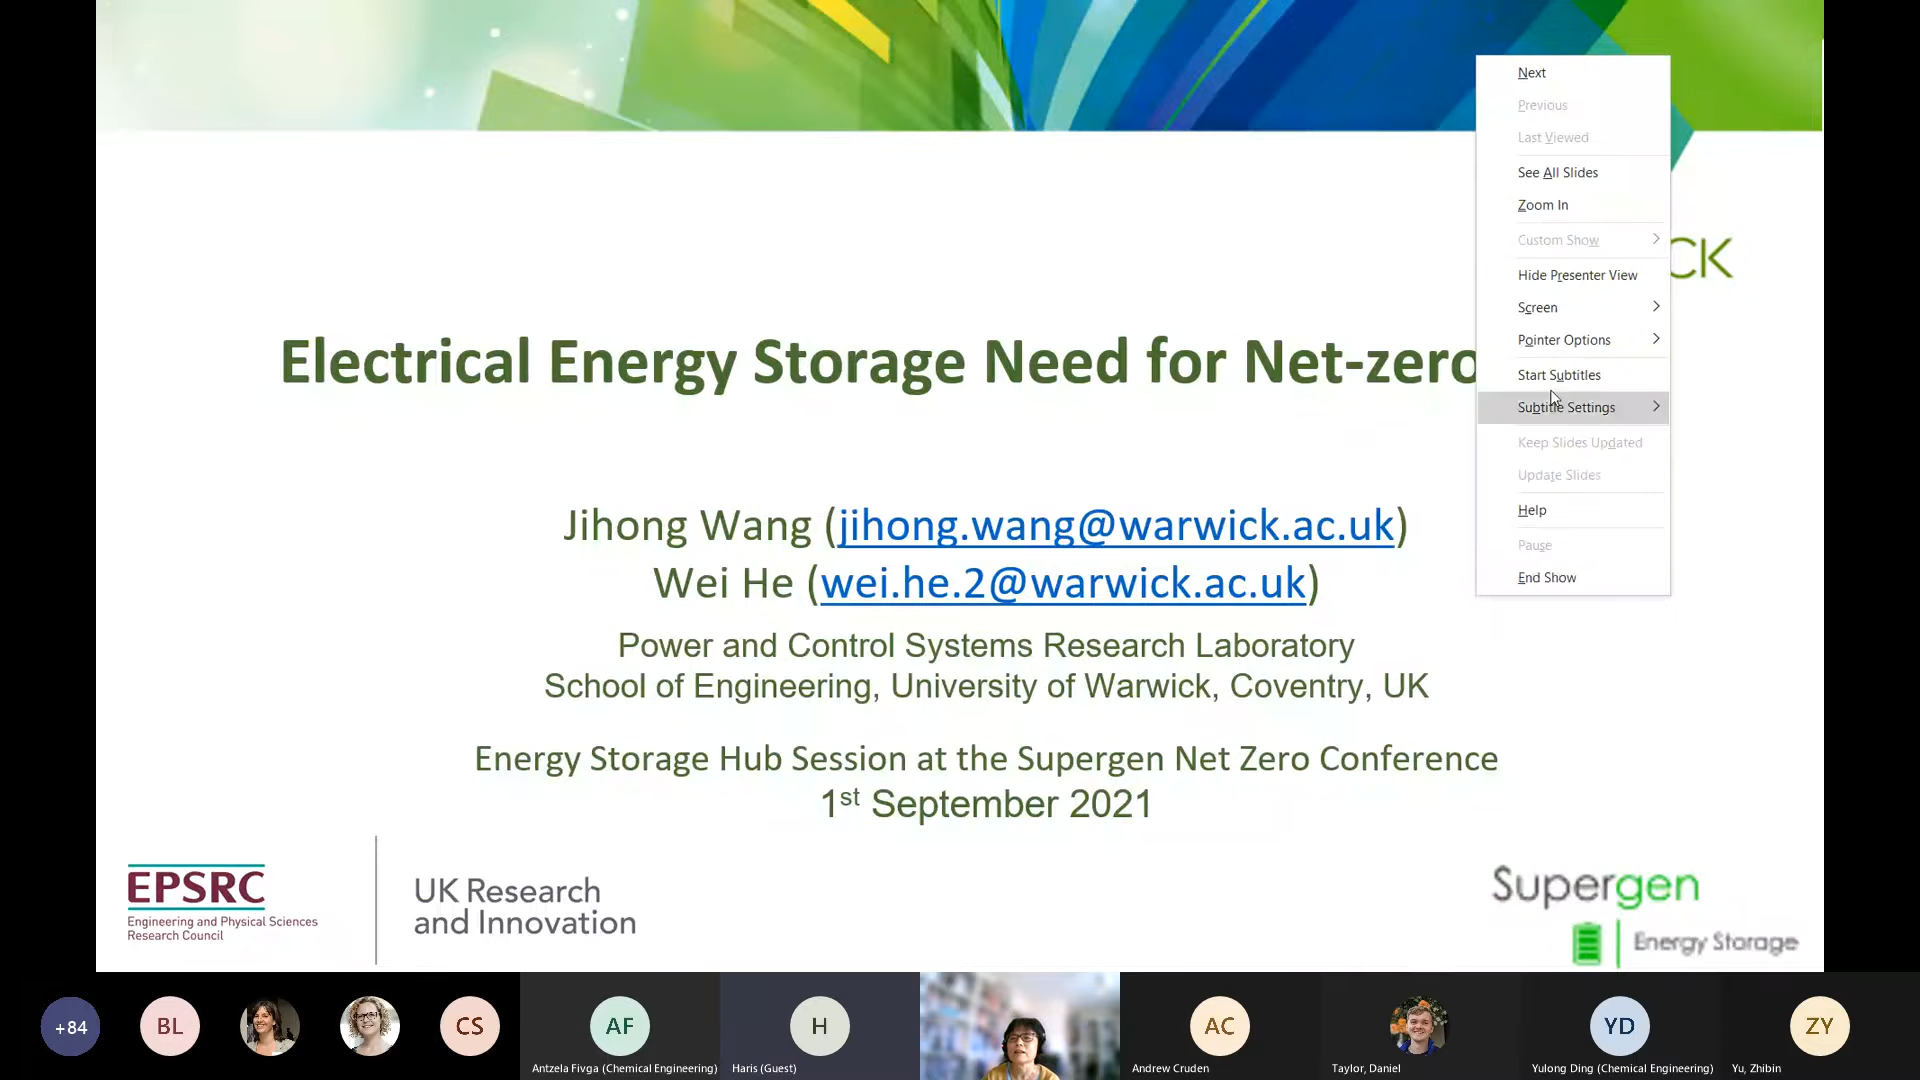 Next
Previous
Last Viewed
See All Slides
Zoom In
Custom Show
CK
Hide Presenter View
Screen
Electrical Energy Storage Need for Net-zero
Pointer Options
Start Subtitles
Subtitle Settings
Keep Slides Updated
Update Slides
Help
Pause
End Show
Jihong Wang (jihong.wang@warwick.ac.uk)
Wei He (wei.he.2@warwick.ac.uk)
Power and Control Systems Research Laboratory
School of Engineering, University of Warwick, Coventry, UK
Energy Storage Hub Session at the Supergen Net Zero Conference
1st September 2021
EPSRC
Engineering and Physical Sciences
Research Council
UK Research
and Innovation
Supergen
Energy Storage
+84
BL
CS
AF
H
AC
YD
ZY
Antzela Fivga (Chemical Engineering)
Haris (Guest)
Andrew Cruden
Taylor, Daniel
Yulong Ding (Chemical Engineering)
Yu, Zhibin